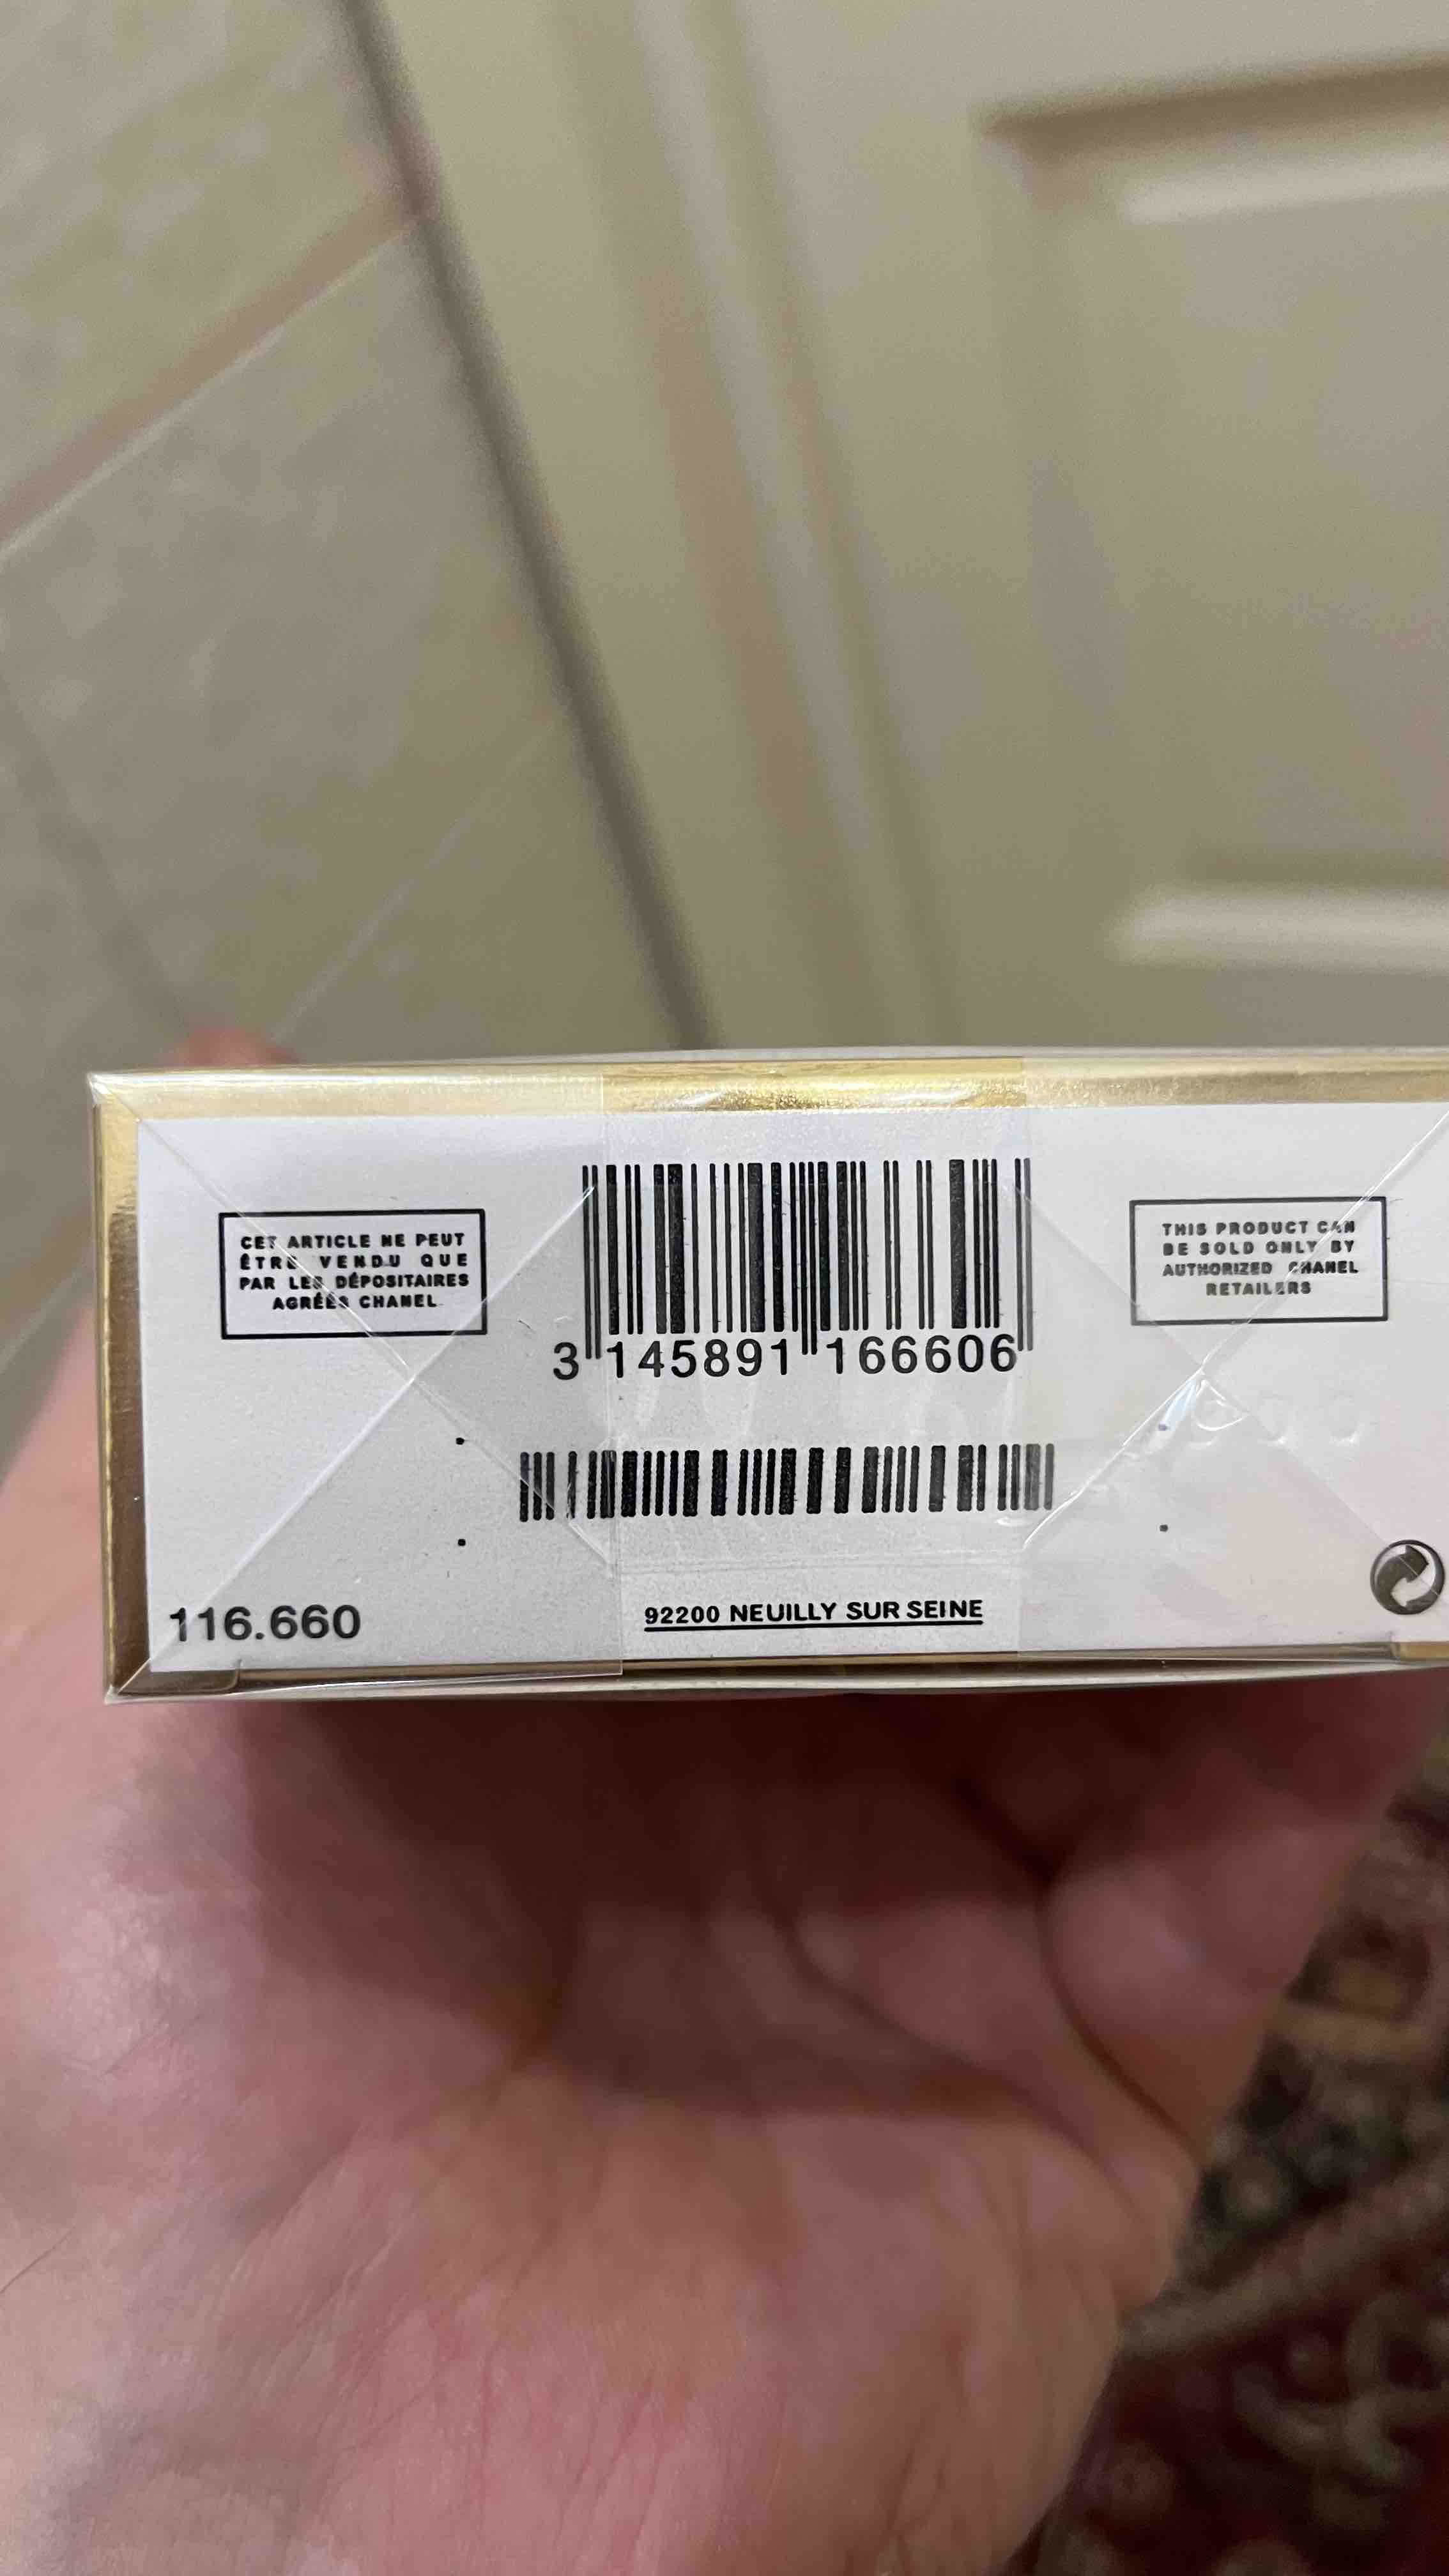 CET ARTICLE NE PEUT
ÊTRE VENDU QUE
PAR LES DÉPOSITAIRES
AGRÉÉS CHANEL
3 145891 166606
THIS PRODUCT CAN
BE SOLD ONLY BY
AUTHORIZED CHANEL
RETAILERS
116.660
92200 NEUILLY SUR SEINE